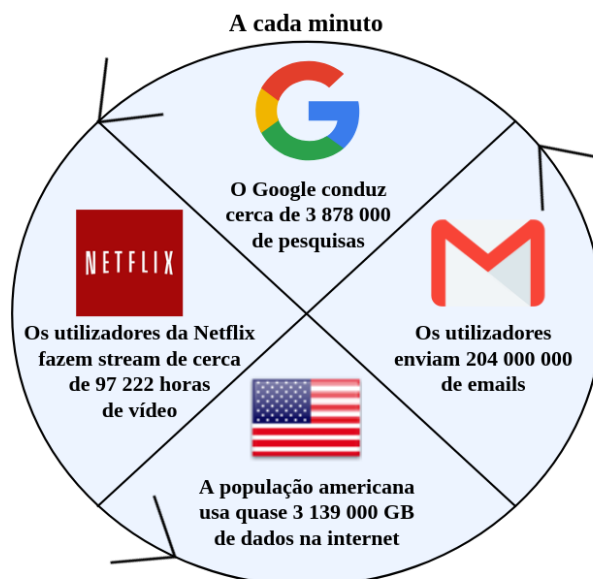 A cada minuto
O Google conduz
cerca de 3 878 000
de pesquisas
NETFLIX
Os utilizadores da Netflix
fazem stream de cerca
de 97 222 horas
de vídeo
Os utilizadores
enviam 204 000 000
de emails
A população americana
usa quase 3 139 000 GB
de dados na internet